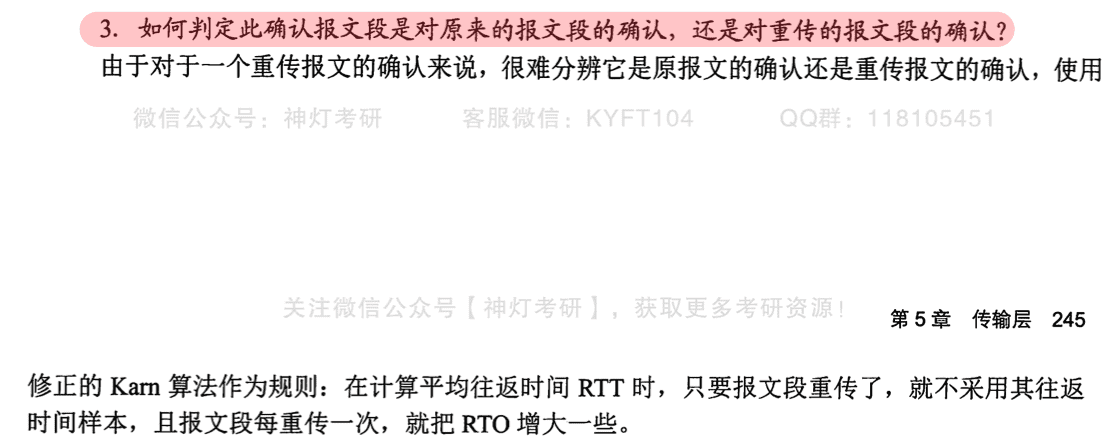 3. 如何判定此确认报文段是对原来的报文段的确认，还是对重传的报文段的确认？
由于对于一个重传报文的确认来说，很难分辨它是原报文的确认还是重传报文的确认，使用
微信公众号：神灯考研 客服微信：KYFT104 QQ群：118105451
关注微信公众号【神灯考研】，获取更多考研资源！
第 5 章 传输层 245
修正的 Karn 算法作为规则：在计算平均往返时间 RTT 时，只要报文段重传了，就不采用其往返
时间样本，且报文段每重传一次，就把 RTO 增大一些。